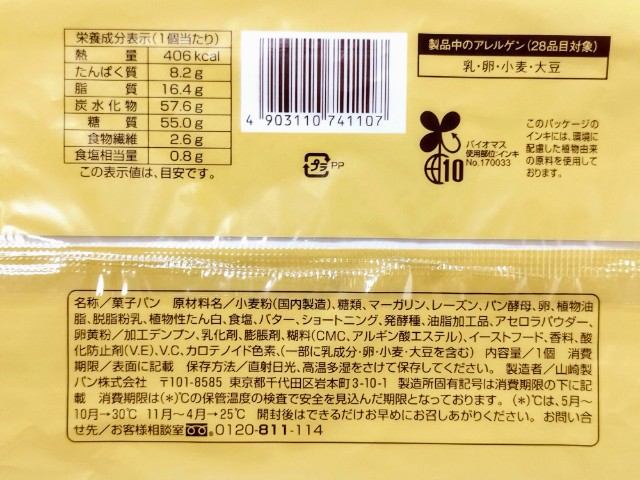 栄養成分表示(1個当たり)
熱量 406kcal
たんぱく質 8.2g
脂質 16.4g
炭水化物 57.6g
糖質 55.0g
食物繊維 2.6g
食塩相当量 0.8g
この表示値は、目安です。
4 903110 741107
プラ PP
製品中のアレルゲン(28品目対象)
乳・卵・小麦・大豆
バイオマス
使用部位:インキ
No.170033
10
このパッケージの
インキには、環境に
配慮した植物由来
の原料を使用して
おります。
名称/菓子パン 原材料名/小麦粉(国内製造)、糖類、マーガリン、レーズン、パン酵母、卵、植物油
脂、脱脂粉乳、植物性たん白、食塩、バター、ショートニング、発酵種、油脂加工品、アセロラパウダー、
卵黄粉/加工デンプン、乳化剤、膨脹剤、糊料(CMC、アルギン酸エステル)、イーストフード、香料、酸
化防止剤(V.E)、V.C、カロテノイド色素、(一部に乳成分・卵・小麦・大豆を含む) 内容量/1個 消費
期限/表面に記載 保存方法/直射日光、高温多湿をさけて保存してください。 製造者/山崎製
パン株式会社 〒101-8585 東京都千代田区岩本町3-10-1 製造所固有記号は消費期限の下に記
載 消費期限は(*)℃の保管温度の検査で安全を見込んだ期限となっております。(*)℃は、5月~
10月→30℃ 11月~4月→25℃ 開封後はできるだけお早めにお召しあがりください。 お問い合
せ先/お客様相談室 0120-811-114